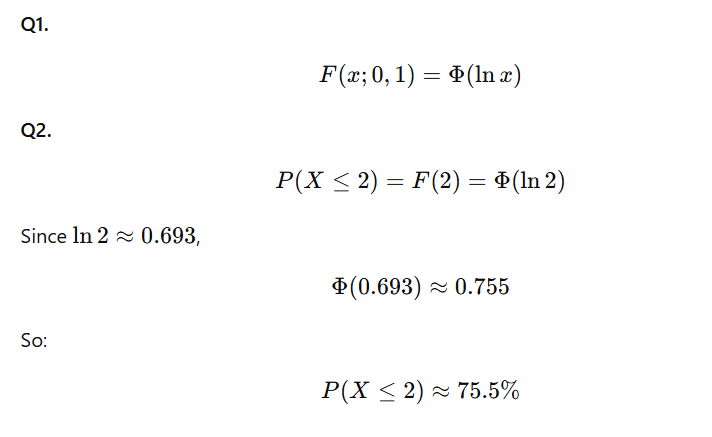 Q1.
F(x; 0, 1) = Φ(ln x)
Q2.
P(X ≤ 2) = F(2) = Φ(ln 2)
Since ln 2 ≈ 0.693,
Φ(0.693) ≈ 0.755
So:
P(X ≤ 2) ≈ 75.5%